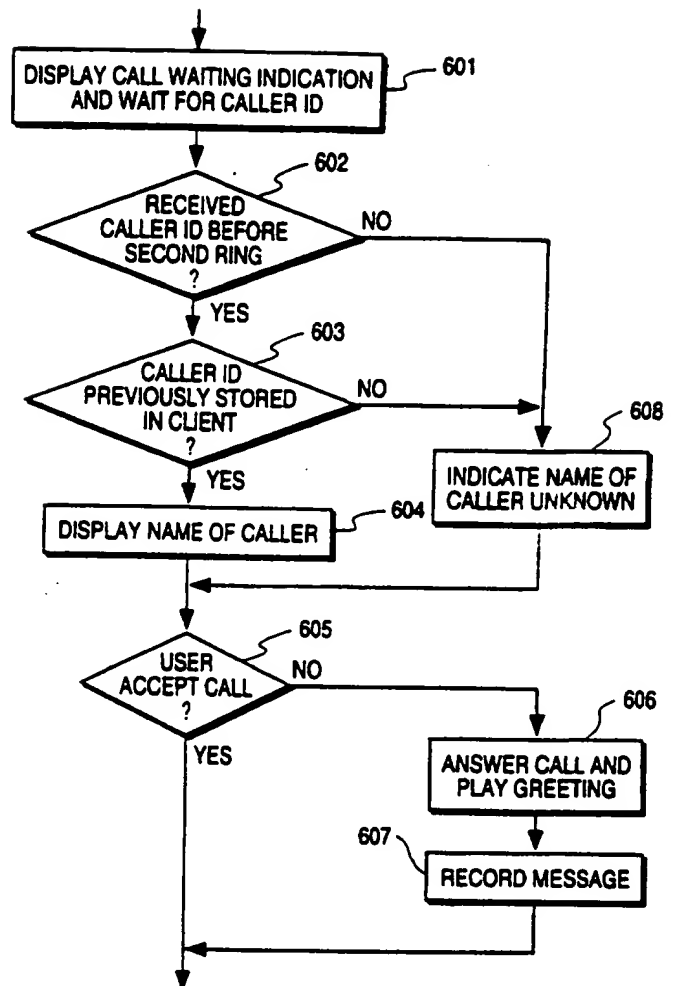 DISPLAY CALL WAITING INDICATION
AND WAIT FOR CALLER ID
601
602
RECEIVED
CALLER ID BEFORE
SECOND RING
?
NO
YES
603
CALLER ID
PREVIOUSLY STORED
IN CLIENT
?
NO
YES
608
INDICATE NAME OF
CALLER UNKNOWN
DISPLAY NAME OF CALLER
604
605
USER
ACCEPT CALL
?
NO
YES
606
ANSWER CALL AND
PLAY GREETING
607
RECORD MESSAGE